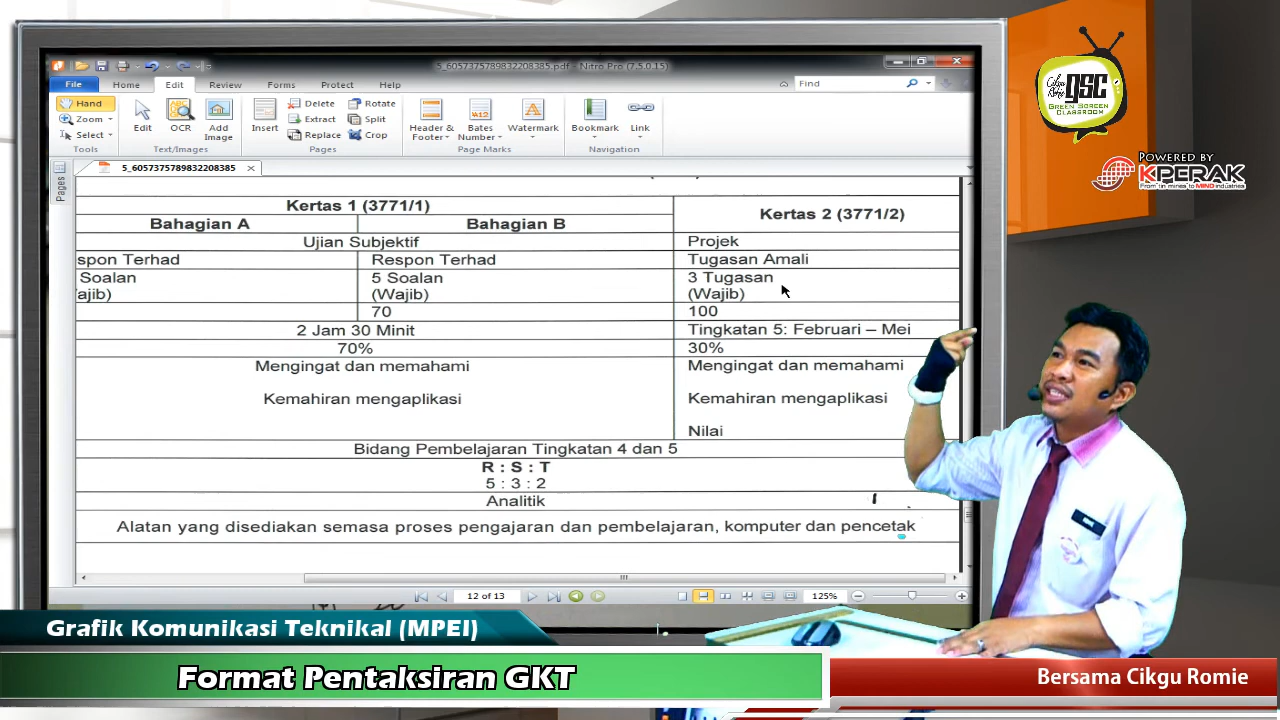 5_6057375789832208385.pdf - Nitro Pro (7.5.0.15)
File Home Edit Review Forms Protect Help Find
Hand
Zoom
Select
Tools
Edit
OCR
Add Image
Text/Images
Insert
Delete
Extract
Replace
Rotate
Split
Crop
Pages
Header & Footer
Bates Number
Watermark
Page Marks
Bookmark
Link
Navigation
Pages
5_6057375789832208385
Kertas 1 (3771/1) Kertas 2 (3771/2)
Bahagian A Bahagian B
Ujian Subjektif Projek
spon Terhad Respon Terhad Tugasan Amali
Soalan 5 Soalan 3 Tugasan
ajib) (Wajib) (Wajib)
70 100
2 Jam 30 Minit Tingkatan 5: Februari – Mei
70% 30%
Mengingat dan memahami Mengingat dan memahami
Kemahiran mengaplikasi Kemahiran mengaplikasi
Nilai
Bidang Pembelajaran Tingkatan 4 dan 5
R : S : T
5 : 3 : 2
Analitik
Alatan yang disediakan semasa proses pengajaran dan pembelajaran, komputer dan pencetak
12 of 13 125%
GSC
GREEN SCREEN
CLASSROOM
POWERED BY
KPERAK
From tin mines to MIND industries
Grafik Komunikasi Teknikal (MPEI)
Format Pentaksiran GKT
Bersama Cikgu Romie